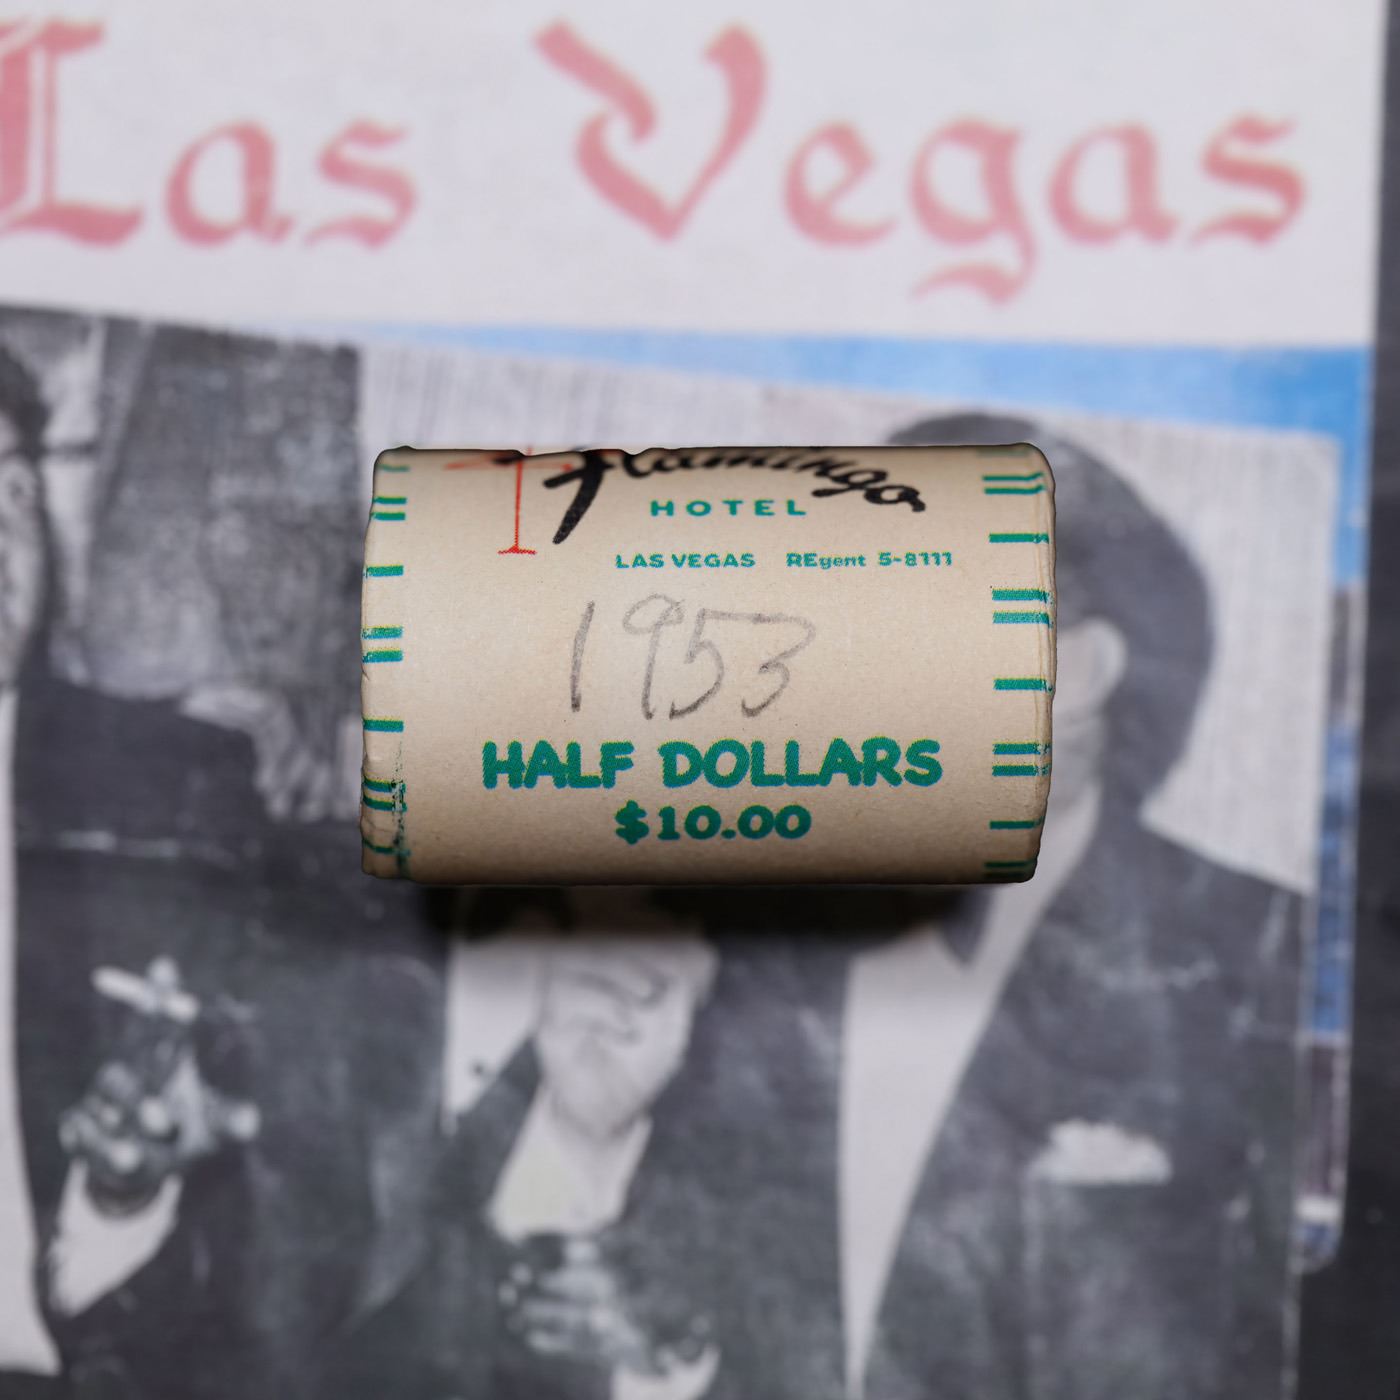 Las Vegas
Flamingo
HOTEL
LAS VEGAS REgent 5-8111
1953
HALF DOLLARS
$10.00